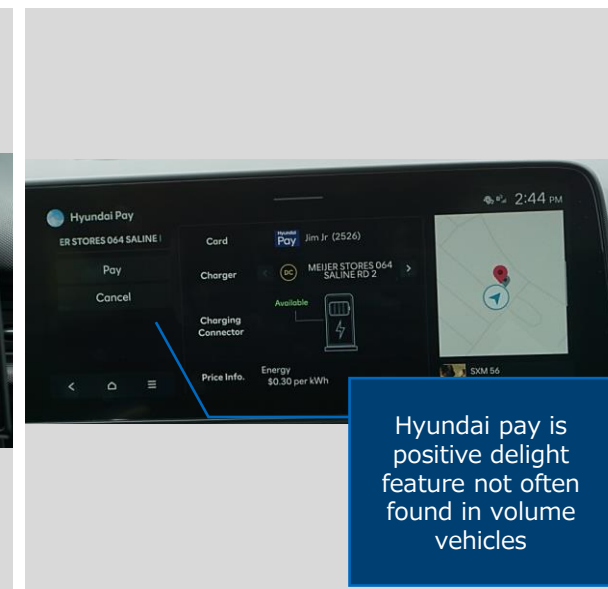 Hyundai Pay
2:44 PM
ER STORES 064 SALINE
Pay
Cancel
Card
Hyundai
Pay
Jim Jr (2526)
Charger
DC
MEIJER STORES 064
SALINE RD 2
Charging
Connector
Available
Price Info.
Energy
$0.30 per kWh
SXM 56
Hyundai pay is
positive delight
feature not often
found in volume
vehicles